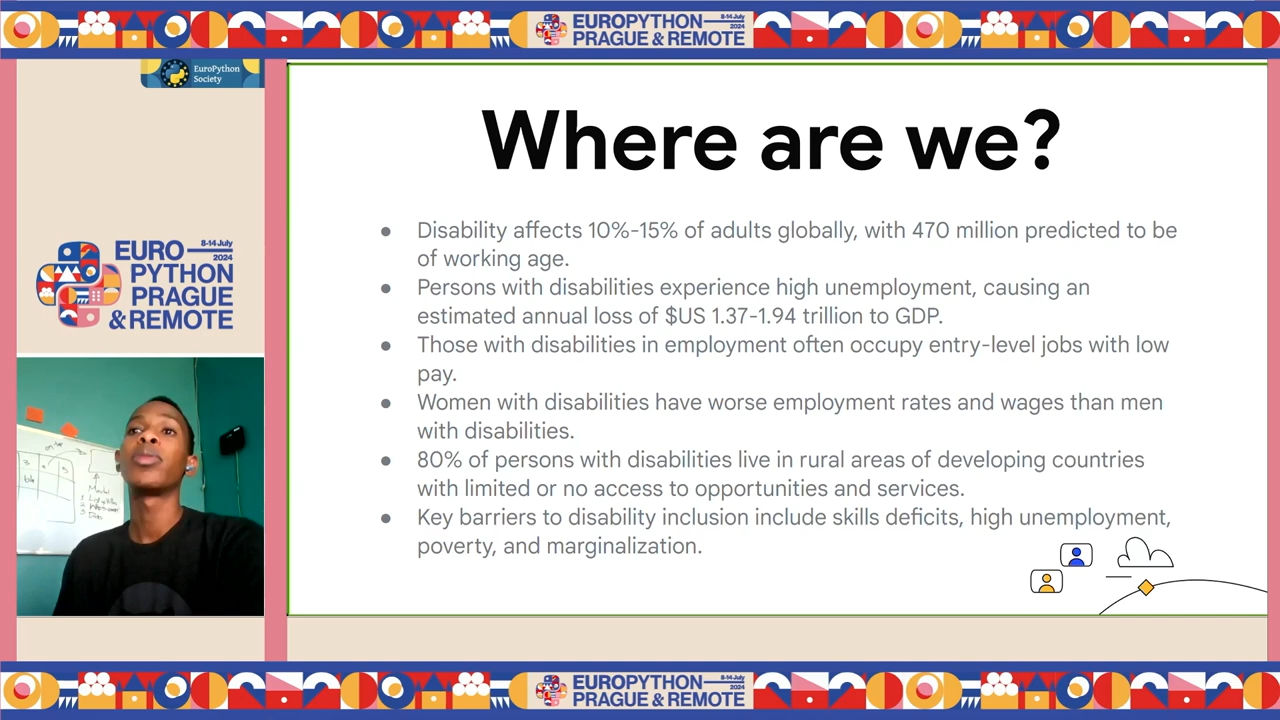 EUROPYTHON
8-14 July
2024
PRAGUE & REMOTE
EuroPython
Society
EURO
8-14 July
2024
PYTHON
PRAGUE
& REMOTE
Where are we?
● Disability affects 10%-15% of adults globally, with 470 million predicted to be
of working age.
● Persons with disabilities experience high unemployment, causing an
estimated annual loss of $US 1.37-1.94 trillion to GDP.
● Those with disabilities in employment often occupy entry-level jobs with low
pay.
● Women with disabilities have worse employment rates and wages than men
with disabilities.
● 80% of persons with disabilities live in rural areas of developing countries
with limited or no access to opportunities and services.
● Key barriers to disability inclusion include skills deficits, high unemployment,
poverty, and marginalization.
EUROPYTHON
8-14 July
2024
PRAGUE & REMOTE